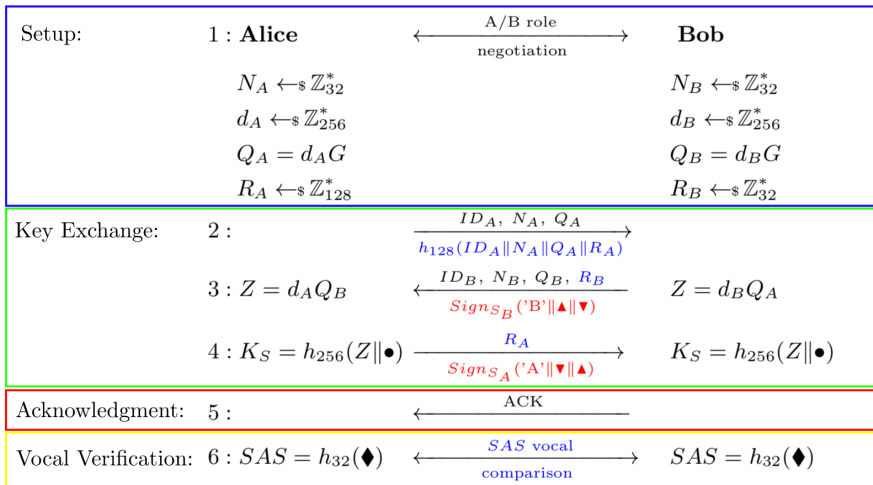 Setup: 1 : Alice A/B role negotiation Bob
N_A ←$ ℤ*_32 N_B ←$ ℤ*_32
d_A ←$ ℤ*_256 d_B ←$ ℤ*_256
Q_A = d_A G Q_B = d_B G
R_A ←$ ℤ*_128 R_B ←$ ℤ*_32
Key Exchange: 2 : ID_A, N_A, Q_A
h_128(ID_A‖N_A‖Q_A‖R_A)
3 : Z = d_A Q_B ID_B, N_B, Q_B, R_B Z = d_B Q_A
Sign_{S_B}('B'‖▲‖▼)
4 : K_S = h_256(Z‖●) R_A K_S = h_256(Z‖●)
Sign_{S_A}('A'‖▼‖▲)
Acknowledgment: 5 : ACK
Vocal Verification: 6 : SAS = h_32(♦) SAS vocal comparison SAS = h_32(♦)